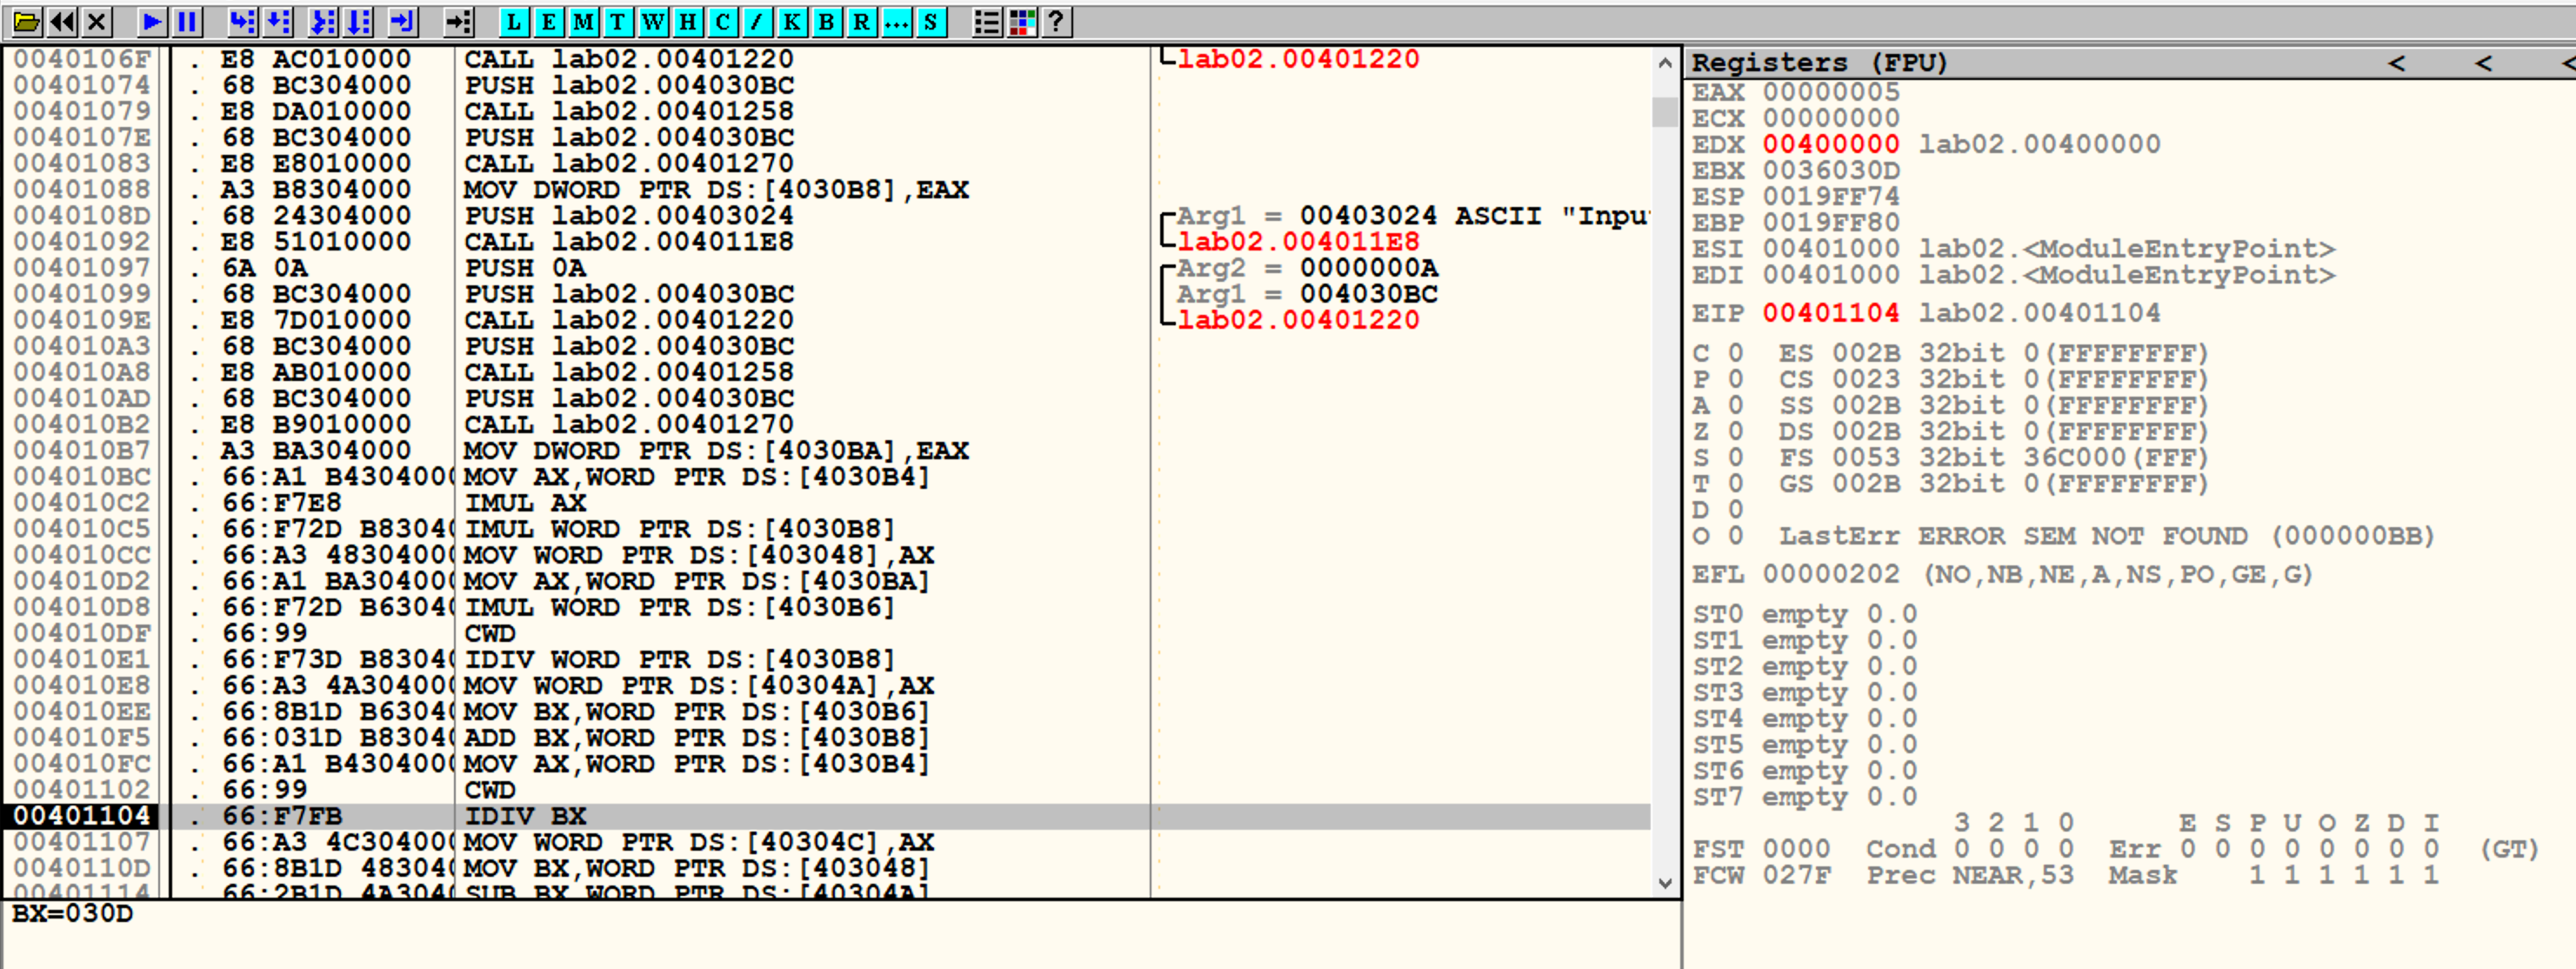 L E M T W H C / K B R ... S ?
0040106F . E8 AC010000 CALL lab02.00401220 lab02.00401220
00401074 . 68 BC304000 PUSH lab02.004030BC
00401079 . E8 DA010000 CALL lab02.00401258
0040107E . 68 BC304000 PUSH lab02.004030BC
00401083 . E8 E8010000 CALL lab02.00401270
00401088 . A3 B8304000 MOV DWORD PTR DS:[4030B8],EAX
0040108D . 68 24304000 PUSH lab02.00403024 Arg1 = 00403024 ASCII "Inpu
00401092 . E8 51010000 CALL lab02.004011E8 lab02.004011E8
00401097 . 6A 0A PUSH 0A Arg2 = 0000000A
00401099 . 68 BC304000 PUSH lab02.004030BC Arg1 = 004030BC
0040109E . E8 7D010000 CALL lab02.00401220 lab02.00401220
004010A3 . 68 BC304000 PUSH lab02.004030BC
004010A8 . E8 AB010000 CALL lab02.00401258
004010AD . 68 BC304000 PUSH lab02.004030BC
004010B2 . E8 B9010000 CALL lab02.00401270
004010B7 . A3 BA304000 MOV DWORD PTR DS:[4030BA],EAX
004010BC . 66:A1 B4304000 MOV AX,WORD PTR DS:[4030B4]
004010C2 . 66:F7E8 IMUL AX
004010C5 . 66:F72D B8304 IMUL WORD PTR DS:[4030B8]
004010CC . 66:A3 48304000 MOV WORD PTR DS:[403048],AX
004010D2 . 66:A1 BA304000 MOV AX,WORD PTR DS:[4030BA]
004010D8 . 66:F72D B6304 IMUL WORD PTR DS:[4030B6]
004010DF . 66:99 CWD
004010E1 . 66:F73D B8304 IDIV WORD PTR DS:[4030B8]
004010E8 . 66:A3 4A304000 MOV WORD PTR DS:[40304A],AX
004010EE . 66:8B1D B6304 MOV BX,WORD PTR DS:[4030B6]
004010F5 . 66:031D B8304 ADD BX,WORD PTR DS:[4030B8]
004010FC . 66:A1 B4304000 MOV AX,WORD PTR DS:[4030B4]
00401102 . 66:99 CWD
00401104 . 66:F7FB IDIV BX
00401107 . 66:A3 4C304000 MOV WORD PTR DS:[40304C],AX
0040110D . 66:8B1D 48304 MOV BX,WORD PTR DS:[403048]
00401114 . 66:2B1D 4A304 SUB BX,WORD PTR DS:[40304A]
BX=030D
Registers (FPU) < < <
EAX 00000005
ECX 00000000
EDX 00400000 lab02.00400000
EBX 0036030D
ESP 0019FF74
EBP 0019FF80
ESI 00401000 lab02.<ModuleEntryPoint>
EDI 00401000 lab02.<ModuleEntryPoint>
EIP 00401104 lab02.00401104
C 0 ES 002B 32bit 0(FFFFFFFF)
P 0 CS 0023 32bit 0(FFFFFFFF)
A 0 SS 002B 32bit 0(FFFFFFFF)
Z 0 DS 002B 32bit 0(FFFFFFFF)
S 0 FS 0053 32bit 36C000(FFF)
T 0 GS 002B 32bit 0(FFFFFFFF)
D 0
O 0 LastErr ERROR SEM NOT FOUND (000000BB)
EFL 00000202 (NO,NB,NE,A,NS,PO,GE,G)
ST0 empty 0.0
ST1 empty 0.0
ST2 empty 0.0
ST3 empty 0.0
ST4 empty 0.0
ST5 empty 0.0
ST6 empty 0.0
ST7 empty 0.0
3 2 1 0 E S P U O Z D I
FST 0000 Cond 0 0 0 0 Err 0 0 0 0 0 0 0 0 (GT)
FCW 027F Prec NEAR,53 Mask 1 1 1 1 1 1